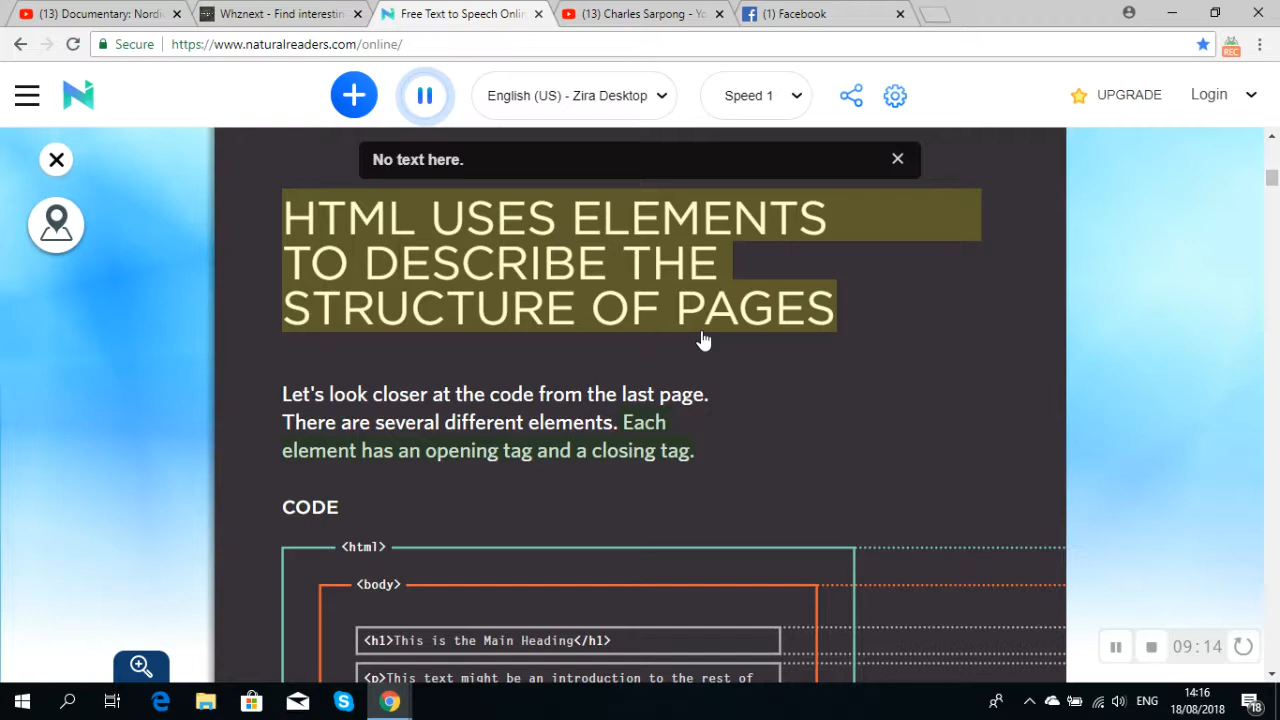 (13) Documentary: Nordi
Whznext - Find interestin
Free Text to Speech Onlin
(13) Charles Sarpong - Yo
(1) Facebook
Secure
https://www.naturalreaders.com/online/
REC
English (US) - Zira Desktop
Speed 1
UPGRADE
Login
No text here.
HTML USES ELEMENTS
TO DESCRIBE THE
STRUCTURE OF PAGES
Let's look closer at the code from the last page.
There are several different elements. Each
element has an opening tag and a closing tag.
CODE
<html>
<body>
<h1>This is the Main Heading</h1>
<p>This text might be an introduction to the rest of
09:14
ENG
14:16
18/08/2018
18